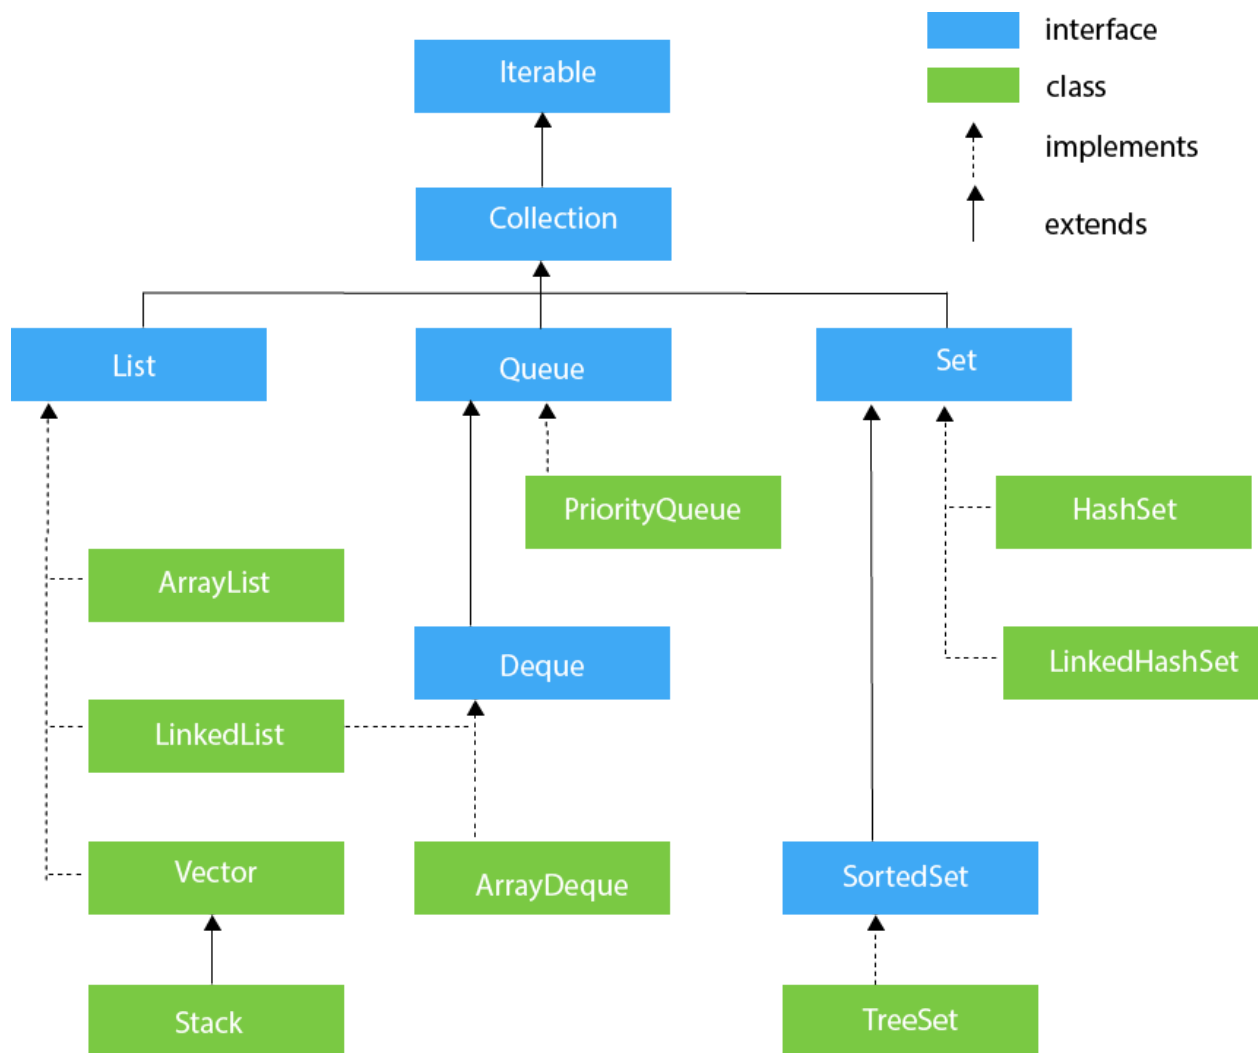 interface
Iterable
class
implements
Collection
extends
List
Queue
Set
PriorityQueue
HashSet
ArrayList
Deque
LinkedHashSet
LinkedList
Vector
ArrayDeque
SortedSet
Stack
TreeSet